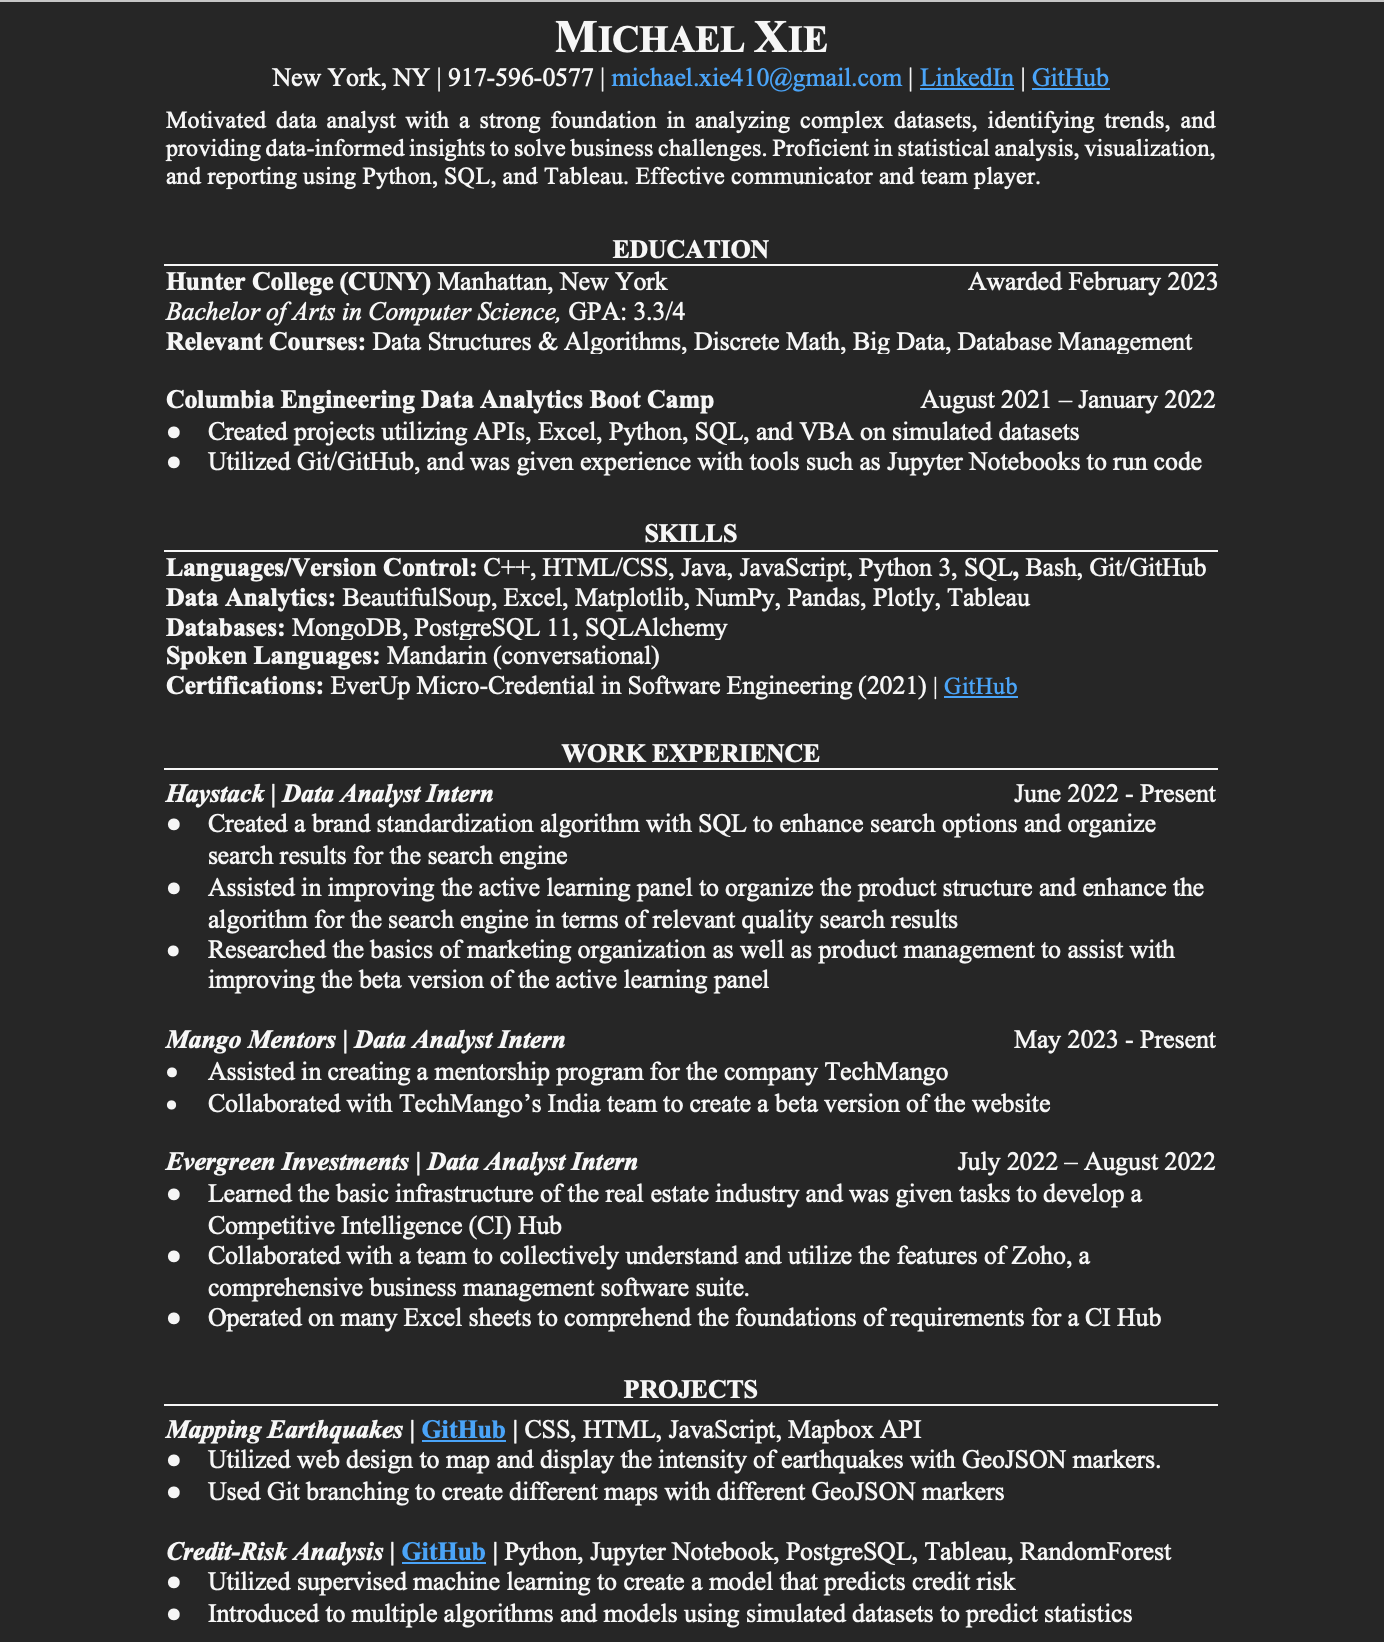 MICHAEL XIE
New York, NY | 917-596-0577 | michael.xie410@gmail.com | LinkedIn | GitHub
Motivated data analyst with a strong foundation in analyzing complex datasets, identifying trends, and
providing data-informed insights to solve business challenges. Proficient in statistical analysis, visualization,
and reporting using Python, SQL, and Tableau. Effective communicator and team player.
EDUCATION
Hunter College (CUNY) Manhattan, New York Awarded February 2023
Bachelor of Arts in Computer Science, GPA: 3.3/4
Relevant Courses: Data Structures & Algorithms, Discrete Math, Big Data, Database Management
Columbia Engineering Data Analytics Boot Camp August 2021 – January 2022
● Created projects utilizing APIs, Excel, Python, SQL, and VBA on simulated datasets
● Utilized Git/GitHub, and was given experience with tools such as Jupyter Notebooks to run code
SKILLS
Languages/Version Control: C++, HTML/CSS, Java, JavaScript, Python 3, SQL, Bash, Git/GitHub
Data Analytics: BeautifulSoup, Excel, Matplotlib, NumPy, Pandas, Plotly, Tableau
Databases: MongoDB, PostgreSQL 11, SQLAlchemy
Spoken Languages: Mandarin (conversational)
Certifications: EverUp Micro-Credential in Software Engineering (2021) | GitHub
WORK EXPERIENCE
Haystack | Data Analyst Intern June 2022 - Present
● Created a brand standardization algorithm with SQL to enhance search options and organize
search results for the search engine
● Assisted in improving the active learning panel to organize the product structure and enhance the
algorithm for the search engine in terms of relevant quality search results
● Researched the basics of marketing organization as well as product management to assist with
improving the beta version of the active learning panel
Mango Mentors | Data Analyst Intern May 2023 - Present
• Assisted in creating a mentorship program for the company TechMango
• Collaborated with TechMango’s India team to create a beta version of the website
Evergreen Investments | Data Analyst Intern July 2022 – August 2022
● Learned the basic infrastructure of the real estate industry and was given tasks to develop a
Competitive Intelligence (CI) Hub
● Collaborated with a team to collectively understand and utilize the features of Zoho, a
comprehensive business management software suite.
● Operated on many Excel sheets to comprehend the foundations of requirements for a CI Hub
PROJECTS
Mapping Earthquakes | GitHub | CSS, HTML, JavaScript, Mapbox API
● Utilized web design to map and display the intensity of earthquakes with GeoJSON markers.
● Used Git branching to create different maps with different GeoJSON markers
Credit-Risk Analysis | GitHub | Python, Jupyter Notebook, PostgreSQL, Tableau, RandomForest
● Utilized supervised machine learning to create a model that predicts credit risk
● Introduced to multiple algorithms and models using simulated datasets to predict statistics